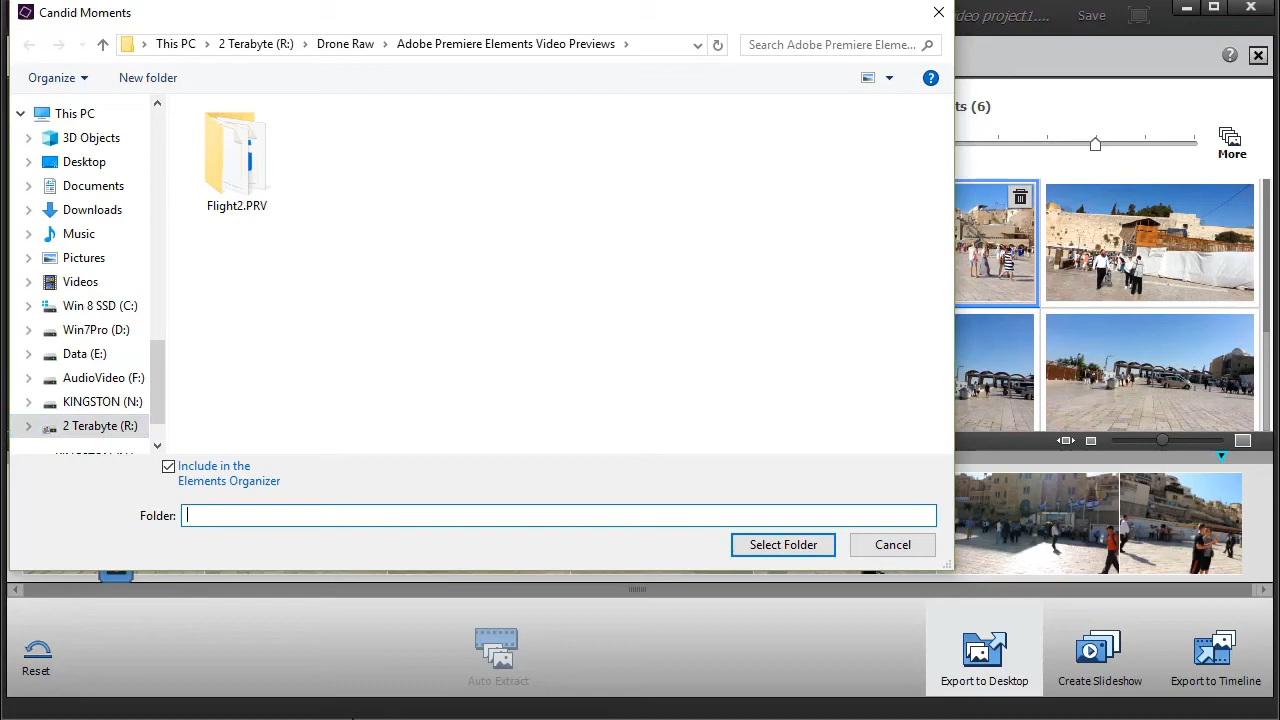 Candid Moments
ideo project1....
Save
This PC
2 Terabyte (R:)
Drone Raw
Adobe Premiere Elements Video Previews
Search Adobe Premiere Eleme...
Organize
New folder
ts (6)
More
This PC
3D Objects
Desktop
Documents
Downloads
Music
Pictures
Videos
Win 8 SSD (C:)
Win7Pro (D:)
Data (E:)
AudioVideo (F:)
KINGSTON (N:)
2 Terabyte (R:)
Flight2.PRV
Include in the
Elements Organizer
Folder:
Select Folder
Cancel
Reset
Auto Extract
Export to Desktop
Create Slideshow
Export to Timeline